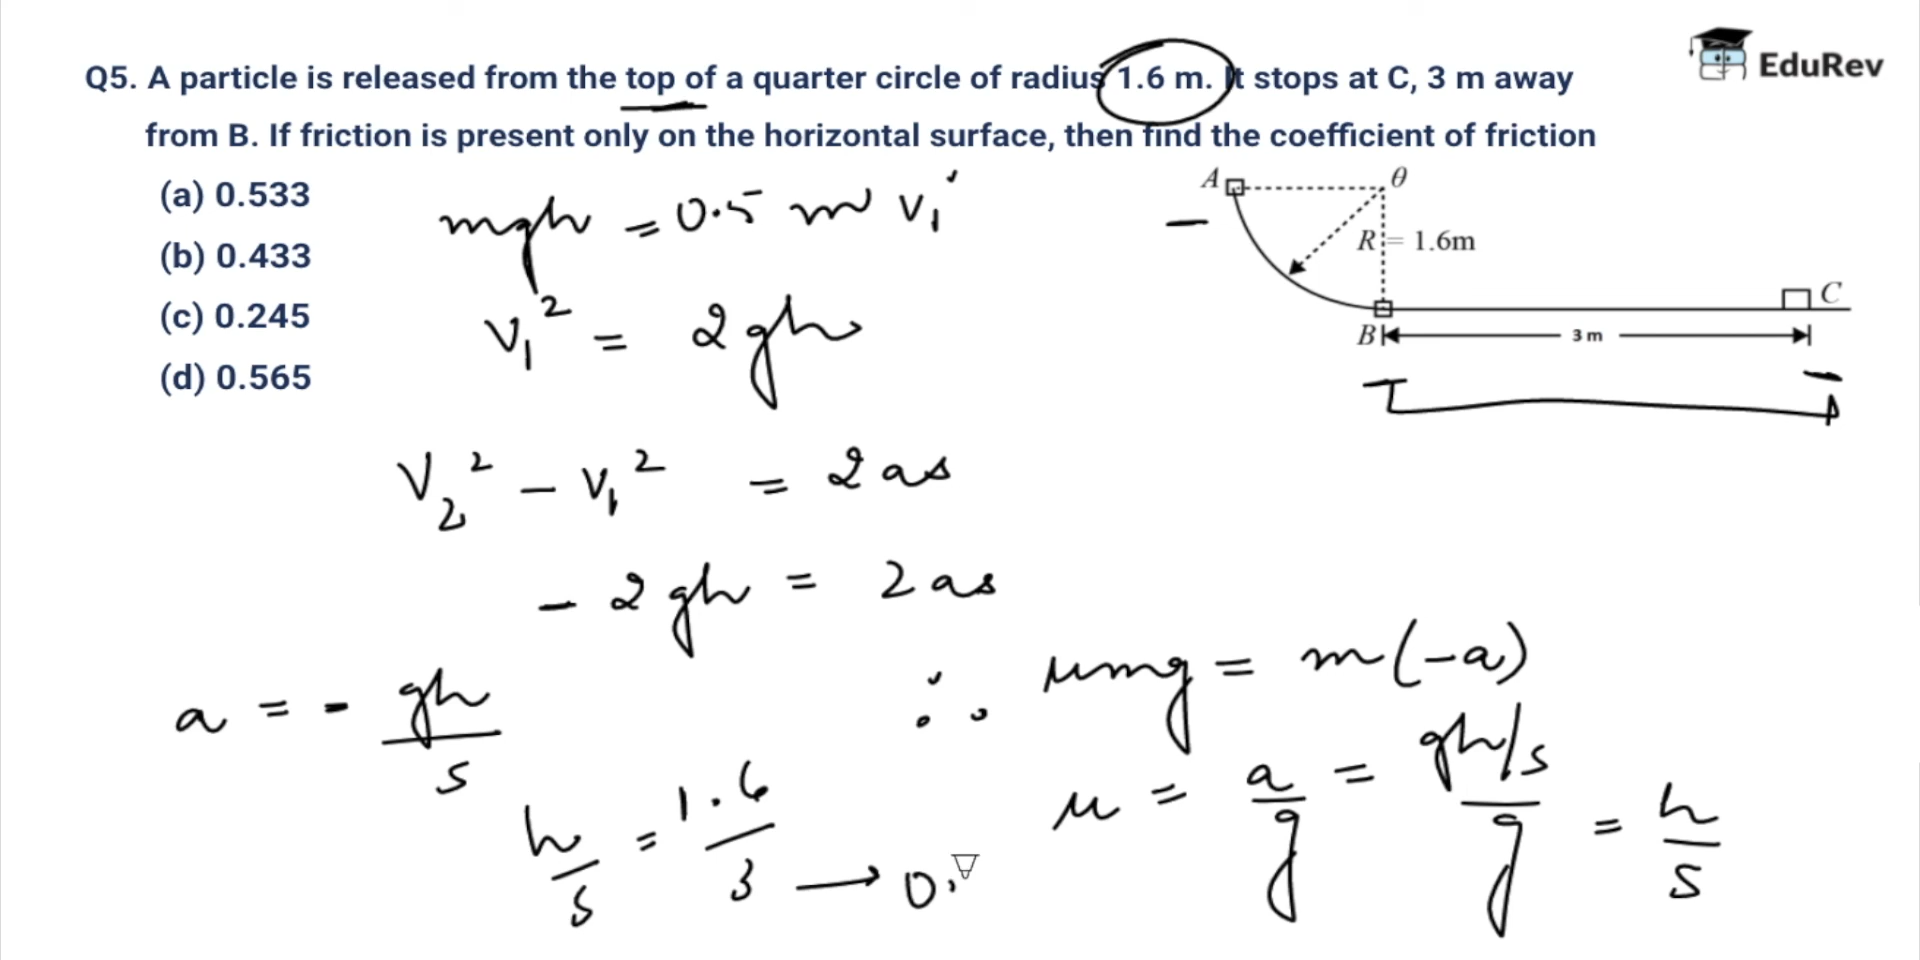 EduRev
Q5. A particle is released from the top of a quarter circle of radius 1.6 m. It stops at C, 3 m away
from B. If friction is present only on the horizontal surface, then find the coefficient of friction
(a) 0.533
(b) 0.433
(c) 0.245
(d) 0.565
A
θ
R = 1.6m
C
B
3 m
mgh = 0.5 m v₁
v₁² = 2gh
V₂² - v₁² = 2as
- 2gh = 2as
a = - gh/s
∴ μmg = m(-a)
μ = a/g = gh/s/g = h/s
h/s = 1.6/3 → 0.